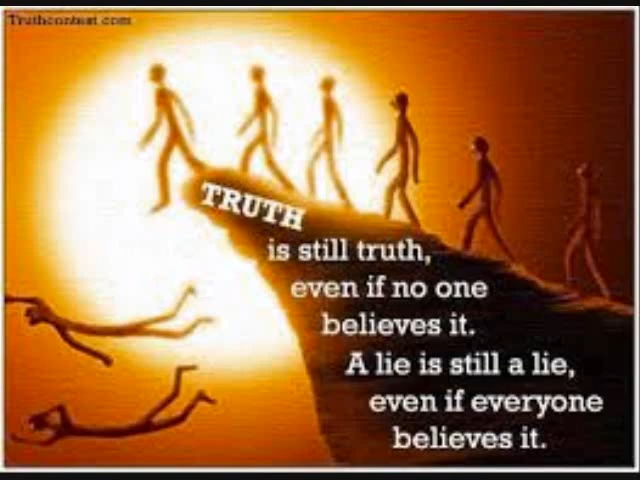 Truthcontest.com
TRUTH
is still truth,
even if no one
believes it.
A lie is still a lie,
even if everyone
believes it.